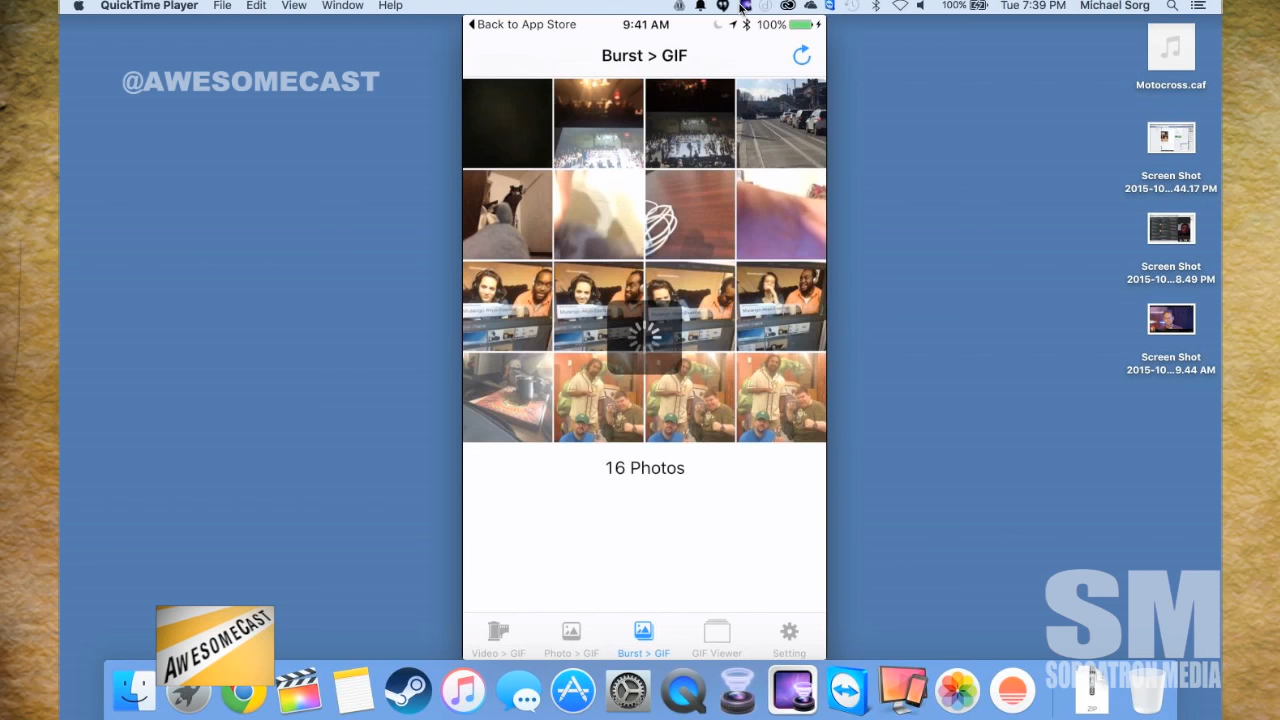 QuickTime Player File Edit View Window Help
100% Tue 7:39 PM Michael Sorg
Back to App Store 9:41 AM 100%
Burst > GIF
@AWESOMECAST
Motocross.caf
Screen Shot
2015-10...44.17 PM
Screen Shot
2015-10...8.49 PM
Screen Shot
2015-10...9.44 AM
16 Photos
Video > GIF Photo > GIF Burst > GIF GIF Viewer Setting
AWESOMECAST
SM
ZIP